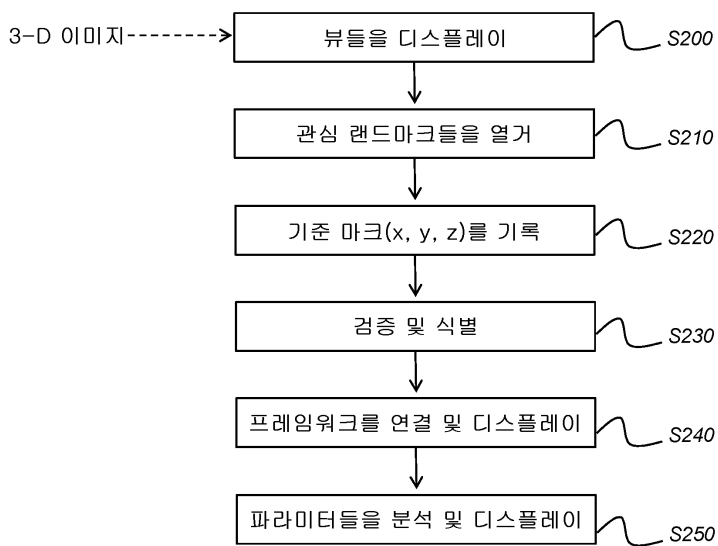 3-D 이미지
뷰들을 디스플레이
S200
관심 랜드마크들을 열거
S210
기준 마크(x, y, z)를 기록
S220
검증 및 식별
S230
프레임워크를 연결 및 디스플레이
S240
파라미터들을 분석 및 디스플레이
S250